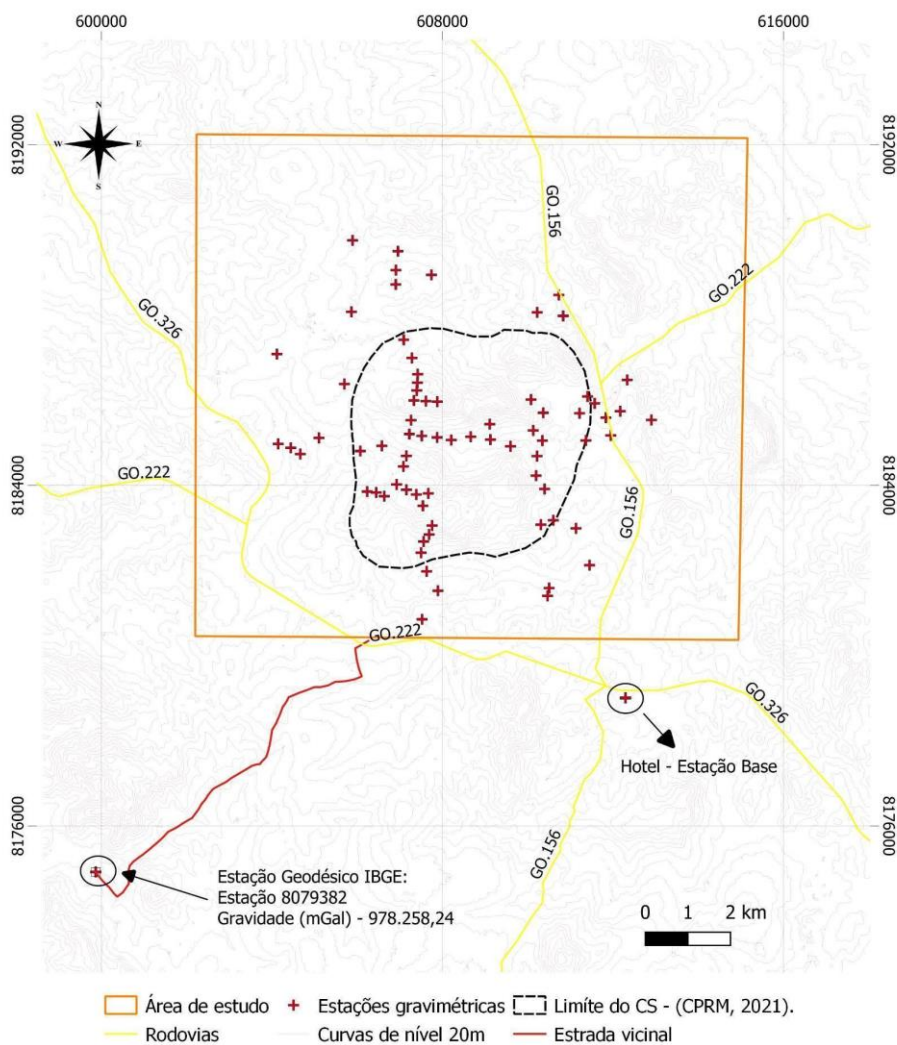 600000 608000 616000
8192000 8192000
N
W E
S
GO.156
GO.222
GO.326
8184000 8184000
GO.222
GO.156
GO.222
GO.326
Hotel - Estação Base
8176000 8176000
GO.156
Estação Geodésico IBGE:
Estação 8079382
Gravidade (mGal) - 978.258,24
0 1 2 km
Área de estudo Estações gravimétricas Limíte do CS - (CPRM, 2021).
Rodovias Curvas de nível 20m Estrada vicinal